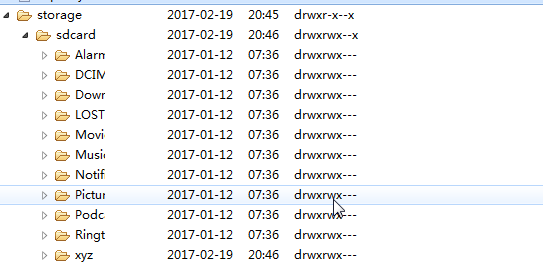 storage 2017-02-19 20:45 drwxr-x--x
sdcard 2017-02-19 20:46 drwxrwx--x
Alarm 2017-01-12 07:36 drwxrwx---
DCIM 2017-01-12 07:36 drwxrwx---
Down 2017-01-12 07:36 drwxrwx---
LOST 2017-01-12 07:36 drwxrwx---
Movi 2017-01-12 07:36 drwxrwx---
Music 2017-01-12 07:36 drwxrwx---
Notifi 2017-01-12 07:36 drwxrwx---
Pictur 2017-01-12 07:36 drwxrwx---
Podc 2017-01-12 07:36 drwxrwx---
Ringt 2017-01-12 07:36 drwxrwx---
xyz 2017-02-19 20:46 drwxrwx---